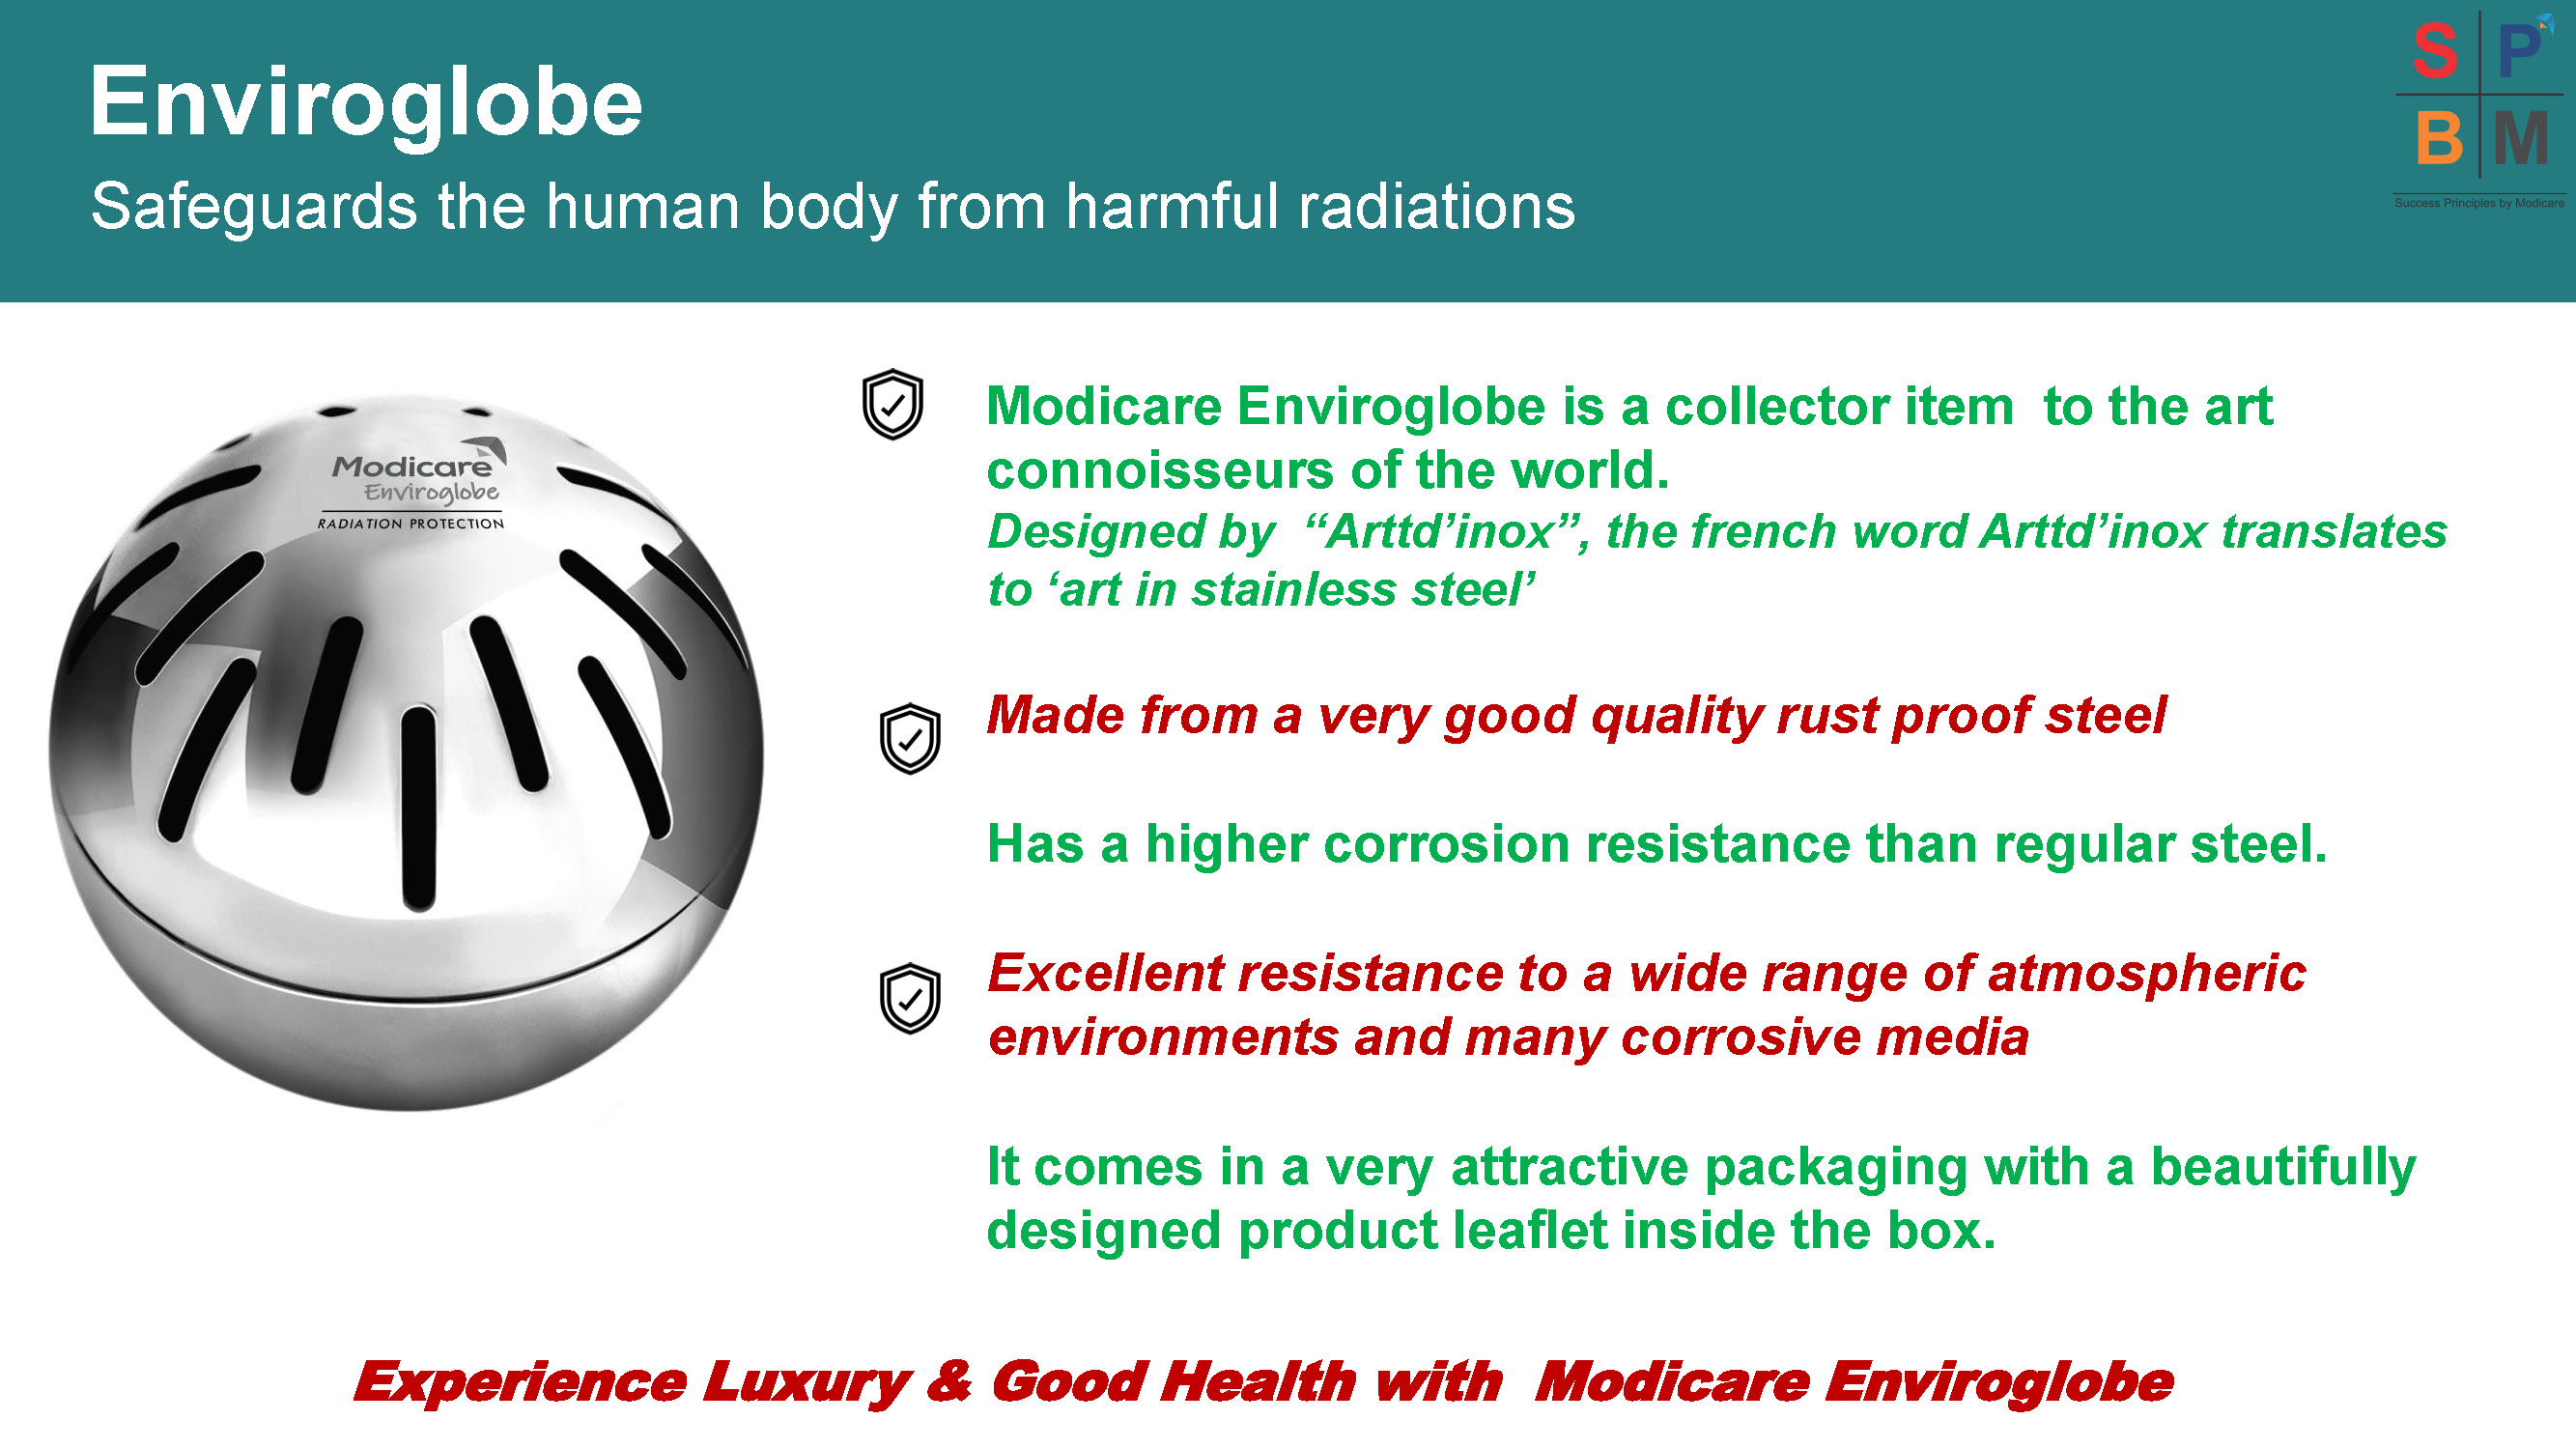 Enviroglobe
Safeguards the human body from harmful radiations
S P
B M
Success Principles by Modicare
Modicare
Enviroglobe
RADIATION PROTECTION
Modicare Enviroglobe is a collector item to the art
connoisseurs of the world.
Designed by “Arttd’inox”, the french word Arttd’inox translates
to ‘art in stainless steel’
Made from a very good quality rust proof steel
Has a higher corrosion resistance than regular steel.
Excellent resistance to a wide range of atmospheric
environments and many corrosive media
It comes in a very attractive packaging with a beautifully
designed product leaflet inside the box.
Experience Luxury & Good Health with Modicare Enviroglobe